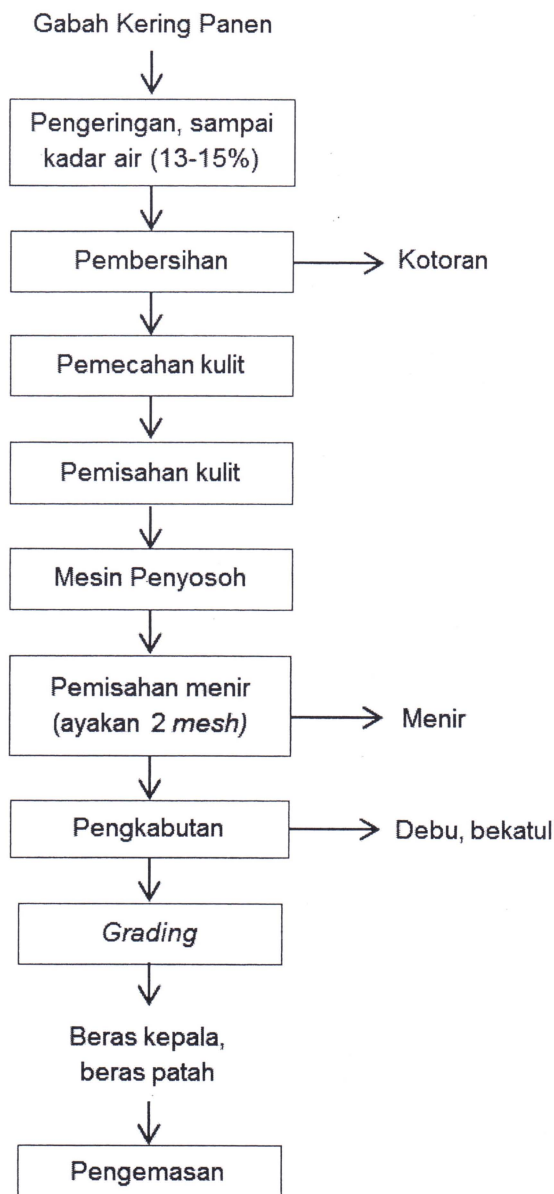 Gabah Kering Panen
Pengeringan, sampai
kadar air (13-15%)
Pembersihan
Kotoran
Pemecahan kulit
Pemisahan kulit
Mesin Penyosoh
Pemisahan menir
(ayakan 2 mesh)
Menir
Pengkabutan
Debu, bekatul
Grading
Beras kepala,
beras patah
Pengemasan